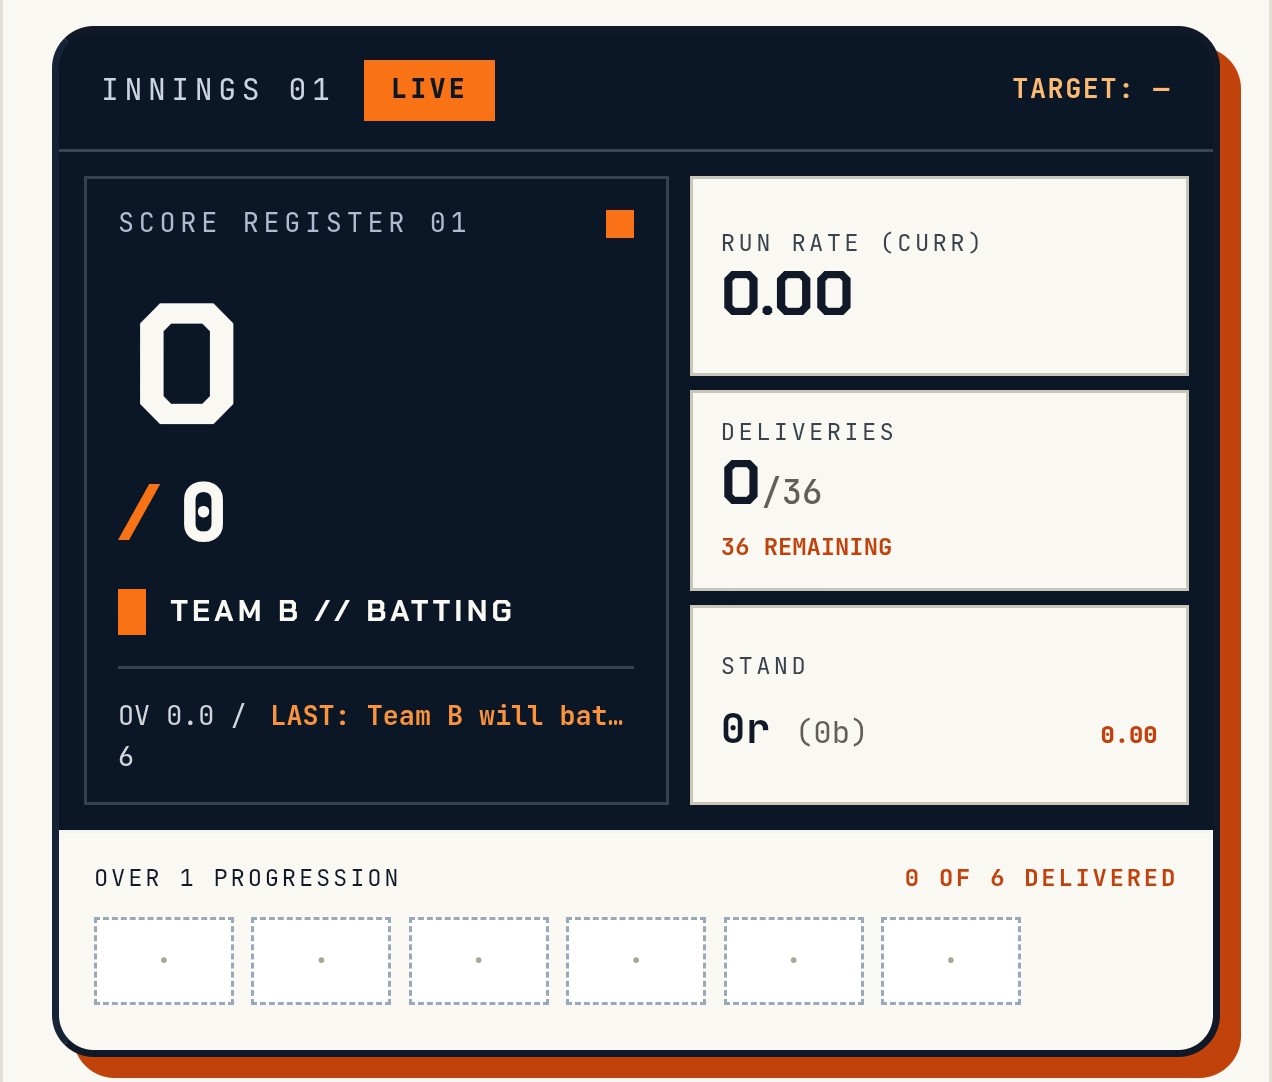 INNINGS 01 LIVE TARGET: —
SCORE REGISTER 01
0
/ 0
TEAM B // BATTING
OV 0.0 / LAST: Team B will bat…
6
RUN RATE (CURR)
0.00
DELIVERIES
0/36
36 REMAINING
STAND
0r (0b) 0.00
OVER 1 PROGRESSION 0 OF 6 DELIVERED
· · · · · ·